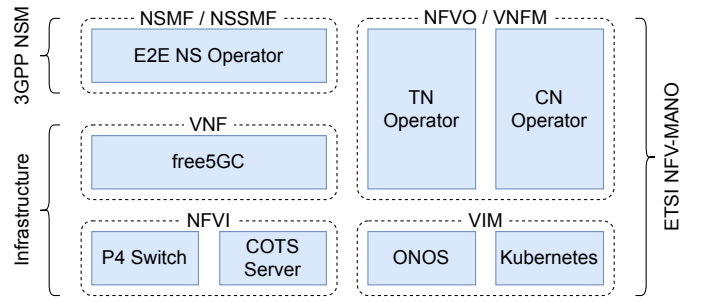 3GPP NSM
NSMF / NSSMF
E2E NS Operator
NFVO / VNFM
TN
Operator
CN
Operator
ETSI NFV-MANO
Infrastructure
VNF
free5GC
NFVI
P4 Switch
COTS
Server
VIM
ONOS
Kubernetes